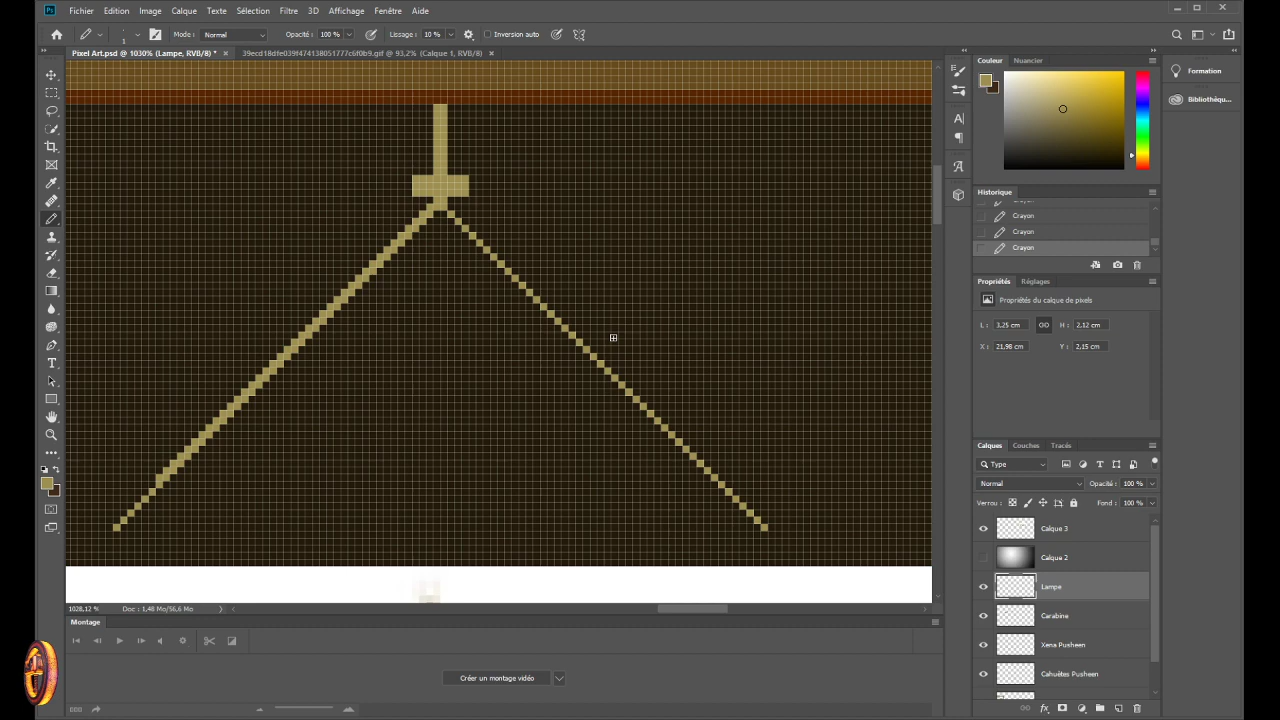 Ps Fichier Edition Image Calque Texte Sélection Filtre 3D Affichage Fenêtre Aide
1 Mode : Normal Opacité : 100 % Lissage : 10 % Inversion auto
Pixel Art.psd @ 1030% (Lampe, RVB/8) * × 39ecd18dfe039f474138051777c6f0b9.gif @ 93,2% (Calque f, RVB/8) ×
Couleur Nuancier
Formation
Bibliothèqu...
Historique
Crayon
Crayon
Crayon
Propriétés Réglages
Propriétés du calque de pixels
L : 3,25 cm H : 2,12 cm
X : 21,98 cm Y : 2,15 cm
Calques Couches Tracés
Type
Normal Opacité : 100 %
Verrou : Fond : 100 %
Calque 3
Calque 2
Lampe
Carabine
Xena Pusheen
Cahuètes Pusheen
1028,12 % Doc : 1,48 Mo/56,6 Mo
Montage
Créer un montage vidéo